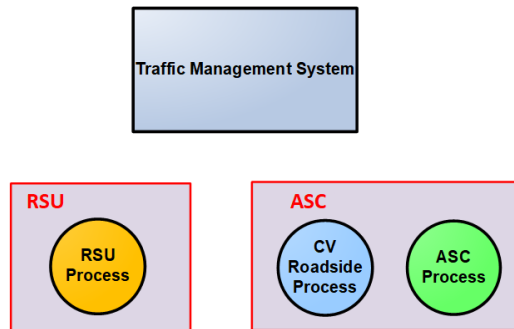 Traffic Management System
RSU
ASC
RSU
Process
CV
Roadside
Process
ASC
Process